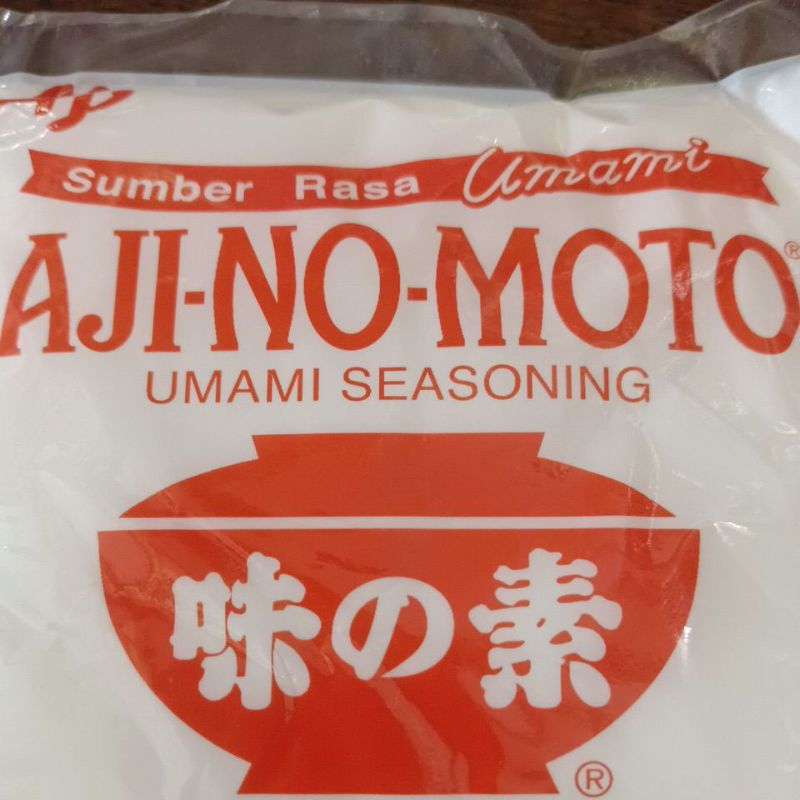 Sumber Rasa Umami
AJI-NO-MOTO®
UMAMI SEASONING
味の素
®